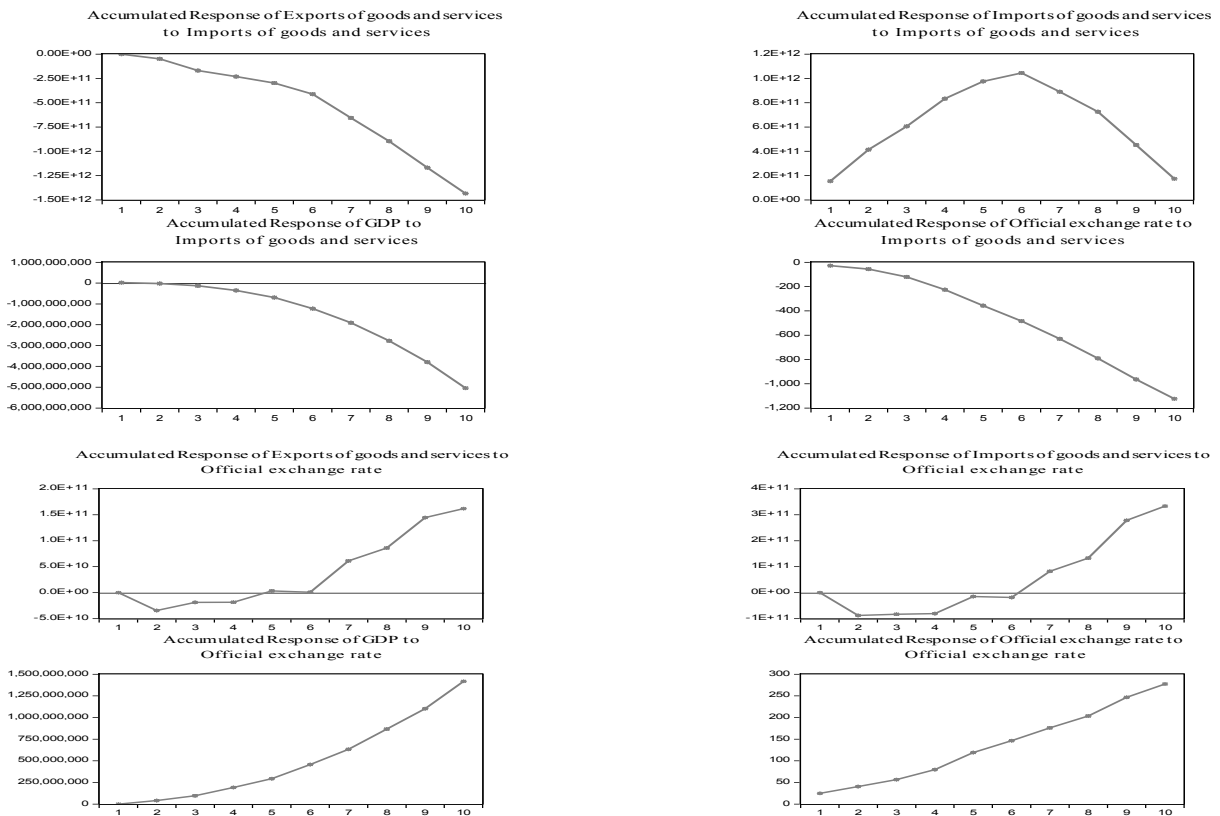 Accumulated Response of Exports of goods and services
to Imports of goods and services
0.00E+00
-2.50E+11
-5.00E+11
-7.50E+11
-1.00E+12
-1.25E+12
-1.50E+12
1 2 3 4 5 6 7 8 9 10
Accumulated Response of Imports of goods and services
to Imports of goods and services
1.2E+12
1.0E+12
8.0E+11
6.0E+11
4.0E+11
2.0E+11
0.0E+00
1 2 3 4 5 6 7 8 9 10
Accumulated Response of GDP to
Imports of goods and services
1,000,000,000
0
-1,000,000,000
-2,000,000,000
-3,000,000,000
-4,000,000,000
-5,000,000,000
-6,000,000,000
1 2 3 4 5 6 7 8 9 10
Accumulated Response of Official exchange rate to
Imports of goods and services
0
-200
-400
-600
-800
-1,000
-1,200
1 2 3 4 5 6 7 8 9 10
Accumulated Response of Exports of goods and services to
Official exchange rate
2.0E+11
1.5E+11
1.0E+11
5.0E+10
0.0E+00
-5.0E+10
1 2 3 4 5 6 7 8 9 10
Accumulated Response of Imports of goods and services to
Official exchange rate
4E+11
3E+11
2E+11
1E+11
0E+00
-1E+11
1 2 3 4 5 6 7 8 9 10
Accumulated Response of GDP to
Official exchange rate
1,500,000,000
1,250,000,000
1,000,000,000
750,000,000
500,000,000
250,000,000
0
1 2 3 4 5 6 7 8 9 10
Accumulated Response of Official exchange rate to
Official exchange rate
300
250
200
150
100
50
0
1 2 3 4 5 6 7 8 9 10